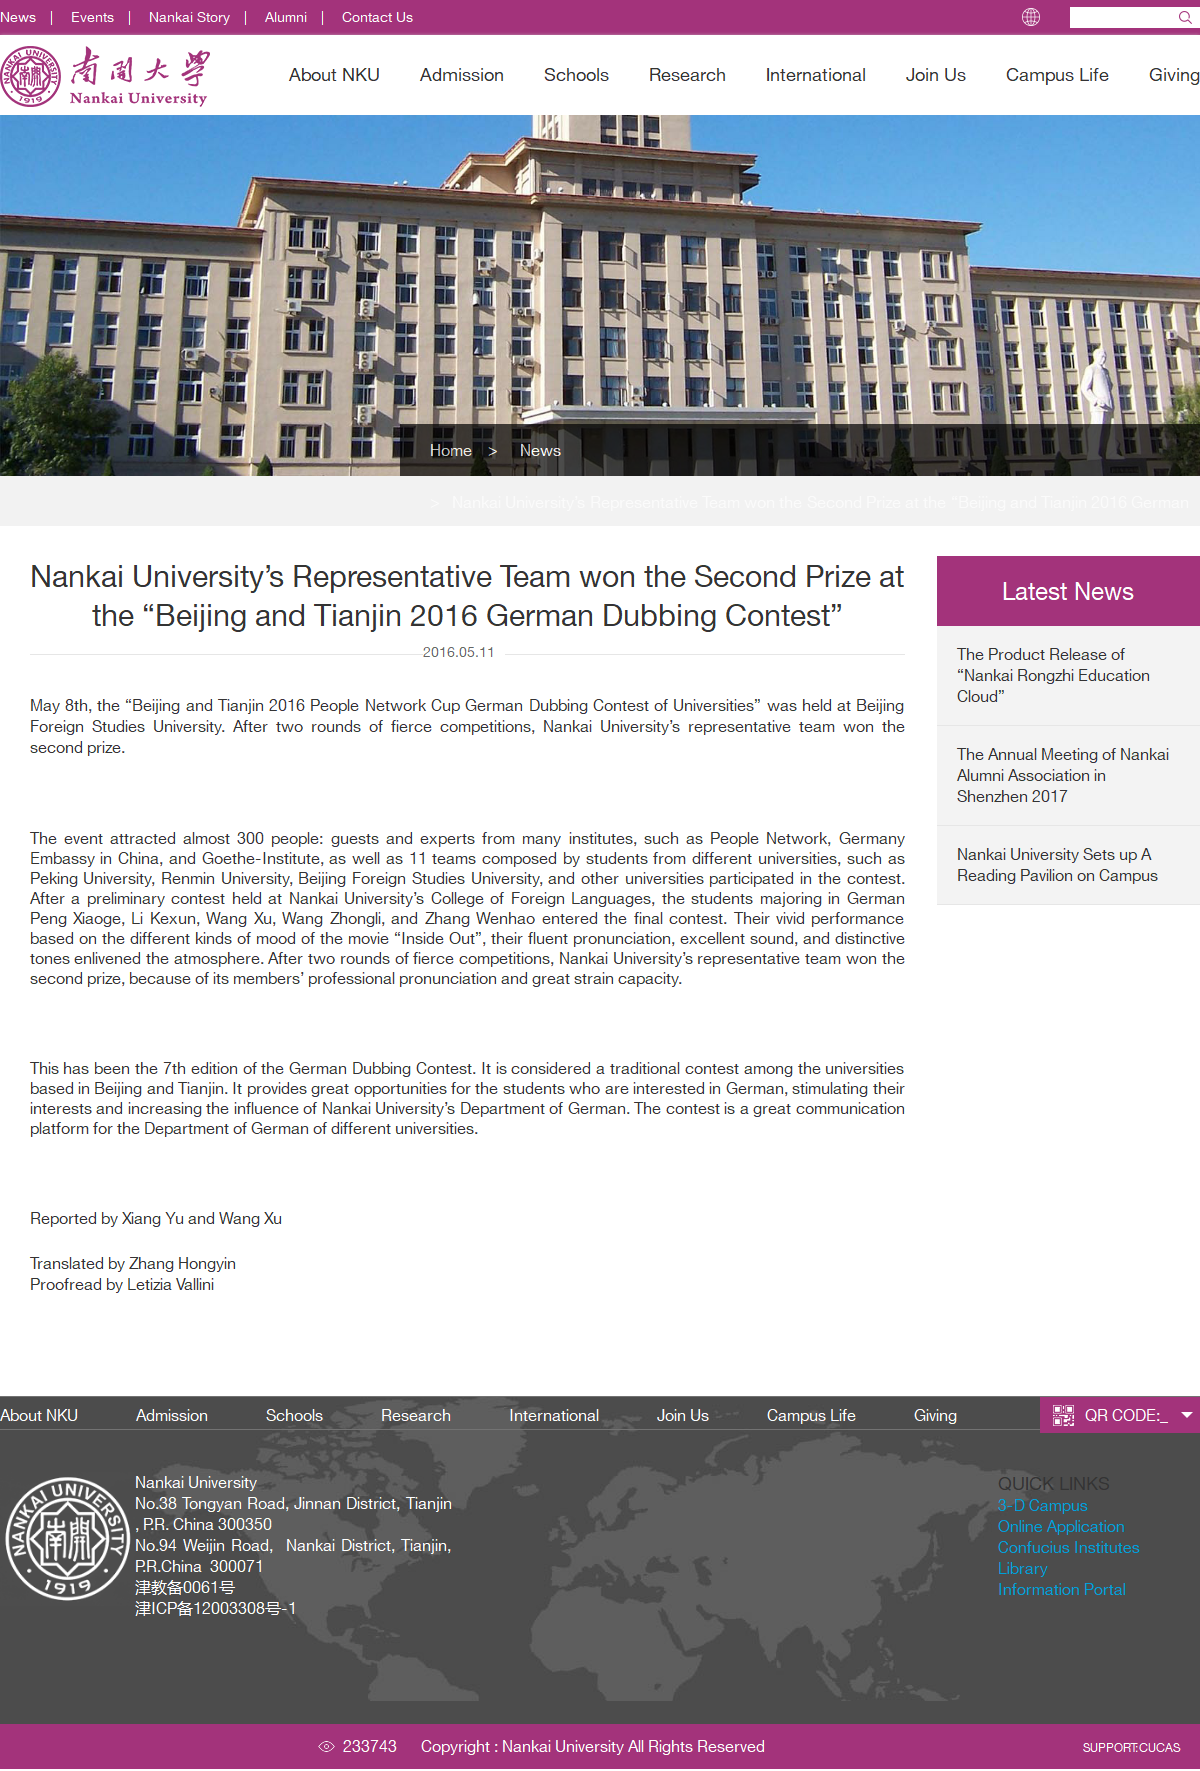 News | Events | Nankai Story | Alumni | Contact Us
NANKAI UNIVERSITY
南開
1919
南開大學
Nankai University
About NKU Admission Schools Research International Join Us Campus Life Giving
Home > News
> Nankai University's Representative Team won the Second Prize at the “Beijing and Tianjin 2016 German
Nankai University’s Representative Team won the Second Prize at
the “Beijing and Tianjin 2016 German Dubbing Contest”
2016.05.11
May 8th, the “Beijing and Tianjin 2016 People Network Cup German Dubbing Contest of Universities” was held at Beijing
Foreign Studies University. After two rounds of fierce competitions, Nankai University’s representative team won the
second prize.
The event attracted almost 300 people: guests and experts from many institutes, such as People Network, Germany
Embassy in China, and Goethe-Institute, as well as 11 teams composed by students from different universities, such as
Peking University, Renmin University, Beijing Foreign Studies University, and other universities participated in the contest.
After a preliminary contest held at Nankai University’s College of Foreign Languages, the students majoring in German
Peng Xiaoge, Li Kexun, Wang Xu, Wang Zhongli, and Zhang Wenhao entered the final contest. Their vivid performance
based on the different kinds of mood of the movie “Inside Out”, their fluent pronunciation, excellent sound, and distinctive
tones enlivened the atmosphere. After two rounds of fierce competitions, Nankai University’s representative team won the
second prize, because of its members’ professional pronunciation and great strain capacity.
This has been the 7th edition of the German Dubbing Contest. It is considered a traditional contest among the universities
based in Beijing and Tianjin. It provides great opportunities for the students who are interested in German, stimulating their
interests and increasing the influence of Nankai University’s Department of German. The contest is a great communication
platform for the Department of German of different universities.
Reported by Xiang Yu and Wang Xu
Translated by Zhang Hongyin
Proofread by Letizia Vallini
Latest News
The Product Release of
“Nankai Rongzhi Education
Cloud”
The Annual Meeting of Nankai
Alumni Association in
Shenzhen 2017
Nankai University Sets up A
Reading Pavilion on Campus
About NKU Admission Schools Research International Join Us Campus Life Giving
QR CODE:_
NANKAI UNIVERSITY
南開
1919
Nankai University
No.38 Tongyan Road, Jinnan District, Tianjin
, P.R. China 300350
No.94 Weijin Road, Nankai District, Tianjin,
P.R.China 300071
津教备0061号
津ICP备12003308号-1
QUICK LINKS
3-D Campus
Online Application
Confucius Institutes
Library
Information Portal
233743 Copyright : Nankai University All Rights Reserved
SUPPORT:CUCAS